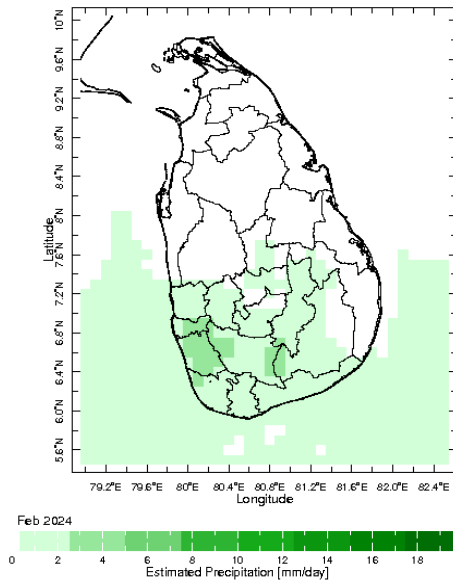 10°N
9.6°N
9.2°N
8.8°N
8.4°N
8°N
7.6°N
7.2°N
6.8°N
6.4°N
6.0°N
5.6°N
Latitude
79.2°E 79.6°E 80°E 80.4°E 80.8°E 81.2°E 81.6°E 82.0°E 82.4°E
Longitude
Feb 2024
0 2 4 6 8 10 12 14 16 18
Estimated Precipitation [mm/day]